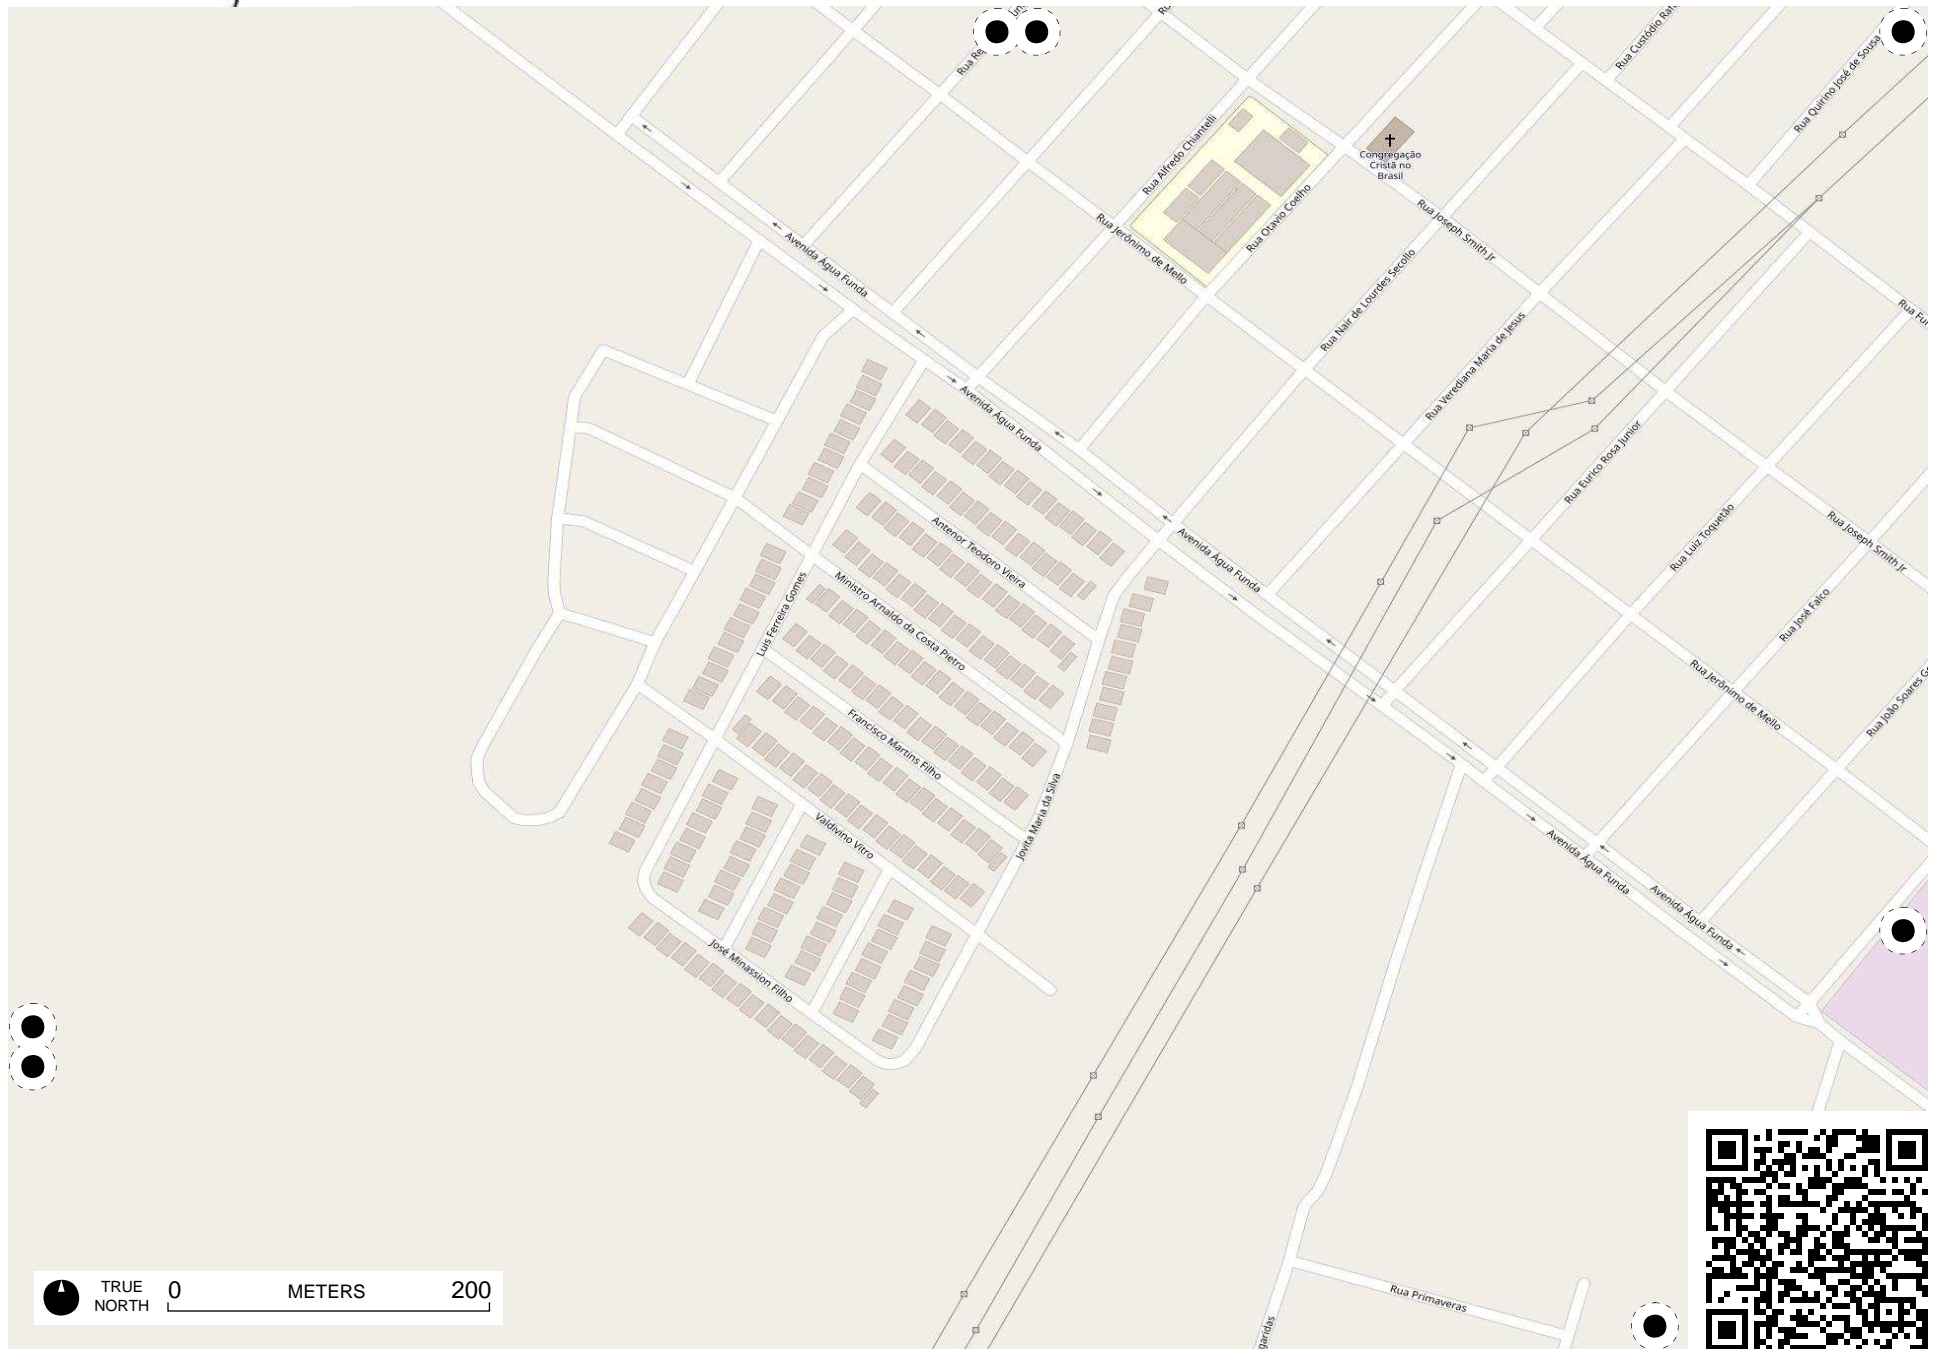 Rua Custódio
Rua Quirino José de Sousa
Rua Alfredo Chiantelli
Congregação
Cristã no
Brasil
Rua Otavio Coelho
Rua Jerônimo de Mello
Rua Joseph Smith Jr
Avenida Água Funda
Rua Nair de Lourdes Secollo
Rua Verediana Maria de Jesus
Avenida Água Funda
Rua Eurico Rosa Junior
Antenor Teodoro Vieira
Avenida Água Funda
Rua Luiz Toquetão
Rua Joseph Smith Jr
Luis Ferreira Gomes
Ministro Arnaldo da Costa Pietro
Rua José Falco
Rua Jerônimo de Mello
Rua João Soares
Francisco Martins Filho
Jovita Maria da Silva
Valdivino Vitro
Avenida Água Funda
Avenida Água Funda
José Minassion Filho
Rua Primaveras
TRUE
NORTH
0 METERS 200